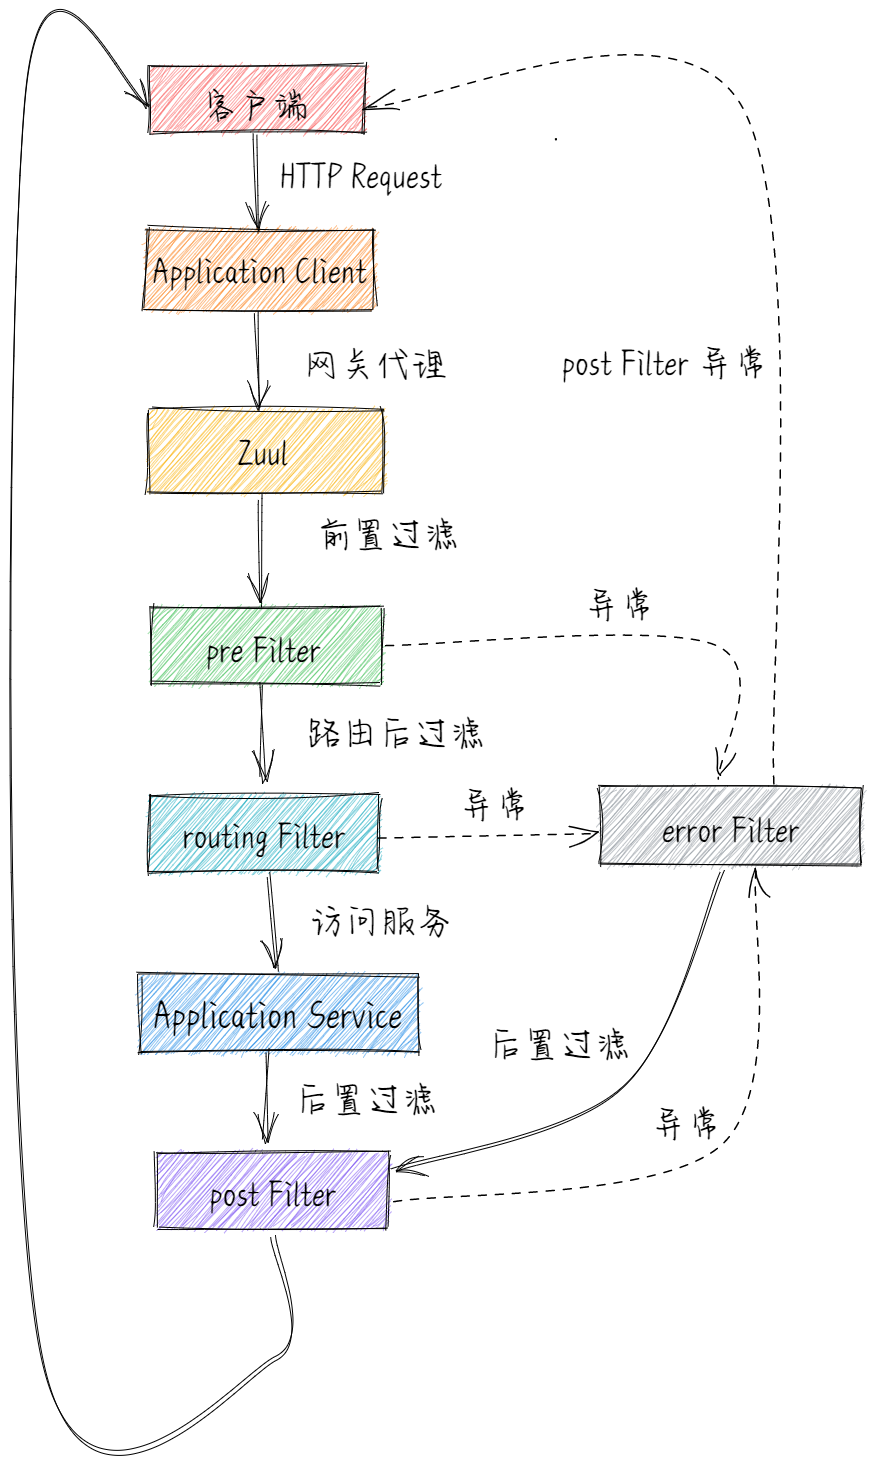 客户端
HTTP Request
Application Client
网关代理
post Filter 异常
Zuul
前置过滤
异常
pre Filter
路由后过滤
异常
routing Filter
error Filter
访问服务
Application Service
后置过滤
后置过滤
异常
post Filter